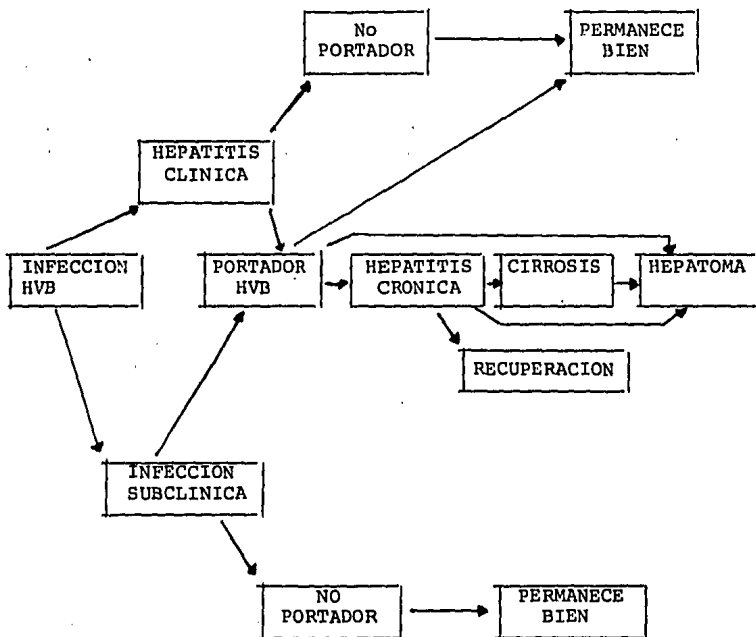 No
PORTADOR
PERMANECE
BIEN
HEPATITIS
CLINICA
INFECCION
HVB
PORTADOR
HVB
HEPATITIS
CRONICA
CIRROSIS
HEPATOMA
RECUPERACION
INFECCION
SUBCLINICA
NO
PORTADOR
PERMANECE
BIEN